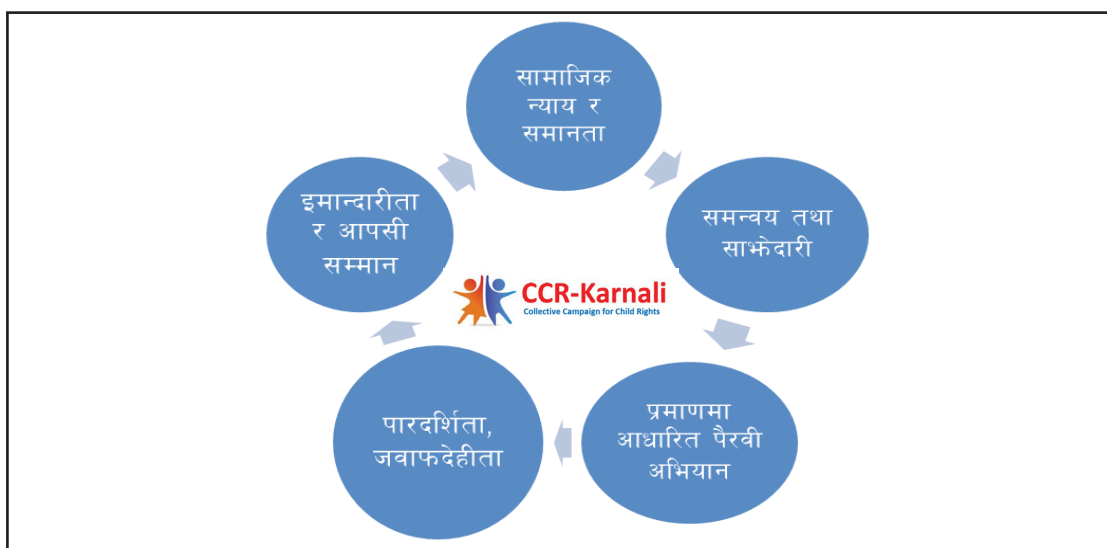 सामाजिक
न्याय र
समानता
समन्वय तथा
साझेदारी
प्रमाणमा
आधारित पैरवी
अभियान
पारदर्शिता,
जवाफदेहीता
इमान्दारीता
र आपसी
सम्मान
CCR-Karnali
Collective Campaign for Child Rights